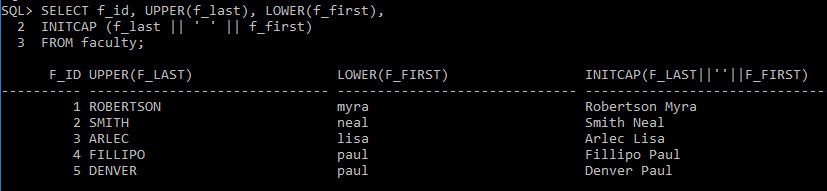 SQL> SELECT f_id, UPPER(f_last), LOWER(f_first),
  2  INITCAP (f_last || ' ' || f_first)
  3  FROM faculty;
      F_ID UPPER(F_LAST)                  LOWER(F_FIRST)                 INITCAP(F_LAST||''||F_FIRST)
---------- ------------------------------ ------------------------------ ------------------------------
         1 ROBERTSON                      myra                           Robertson Myra
         2 SMITH                          neal                           Smith Neal
         3 ARLEC                          lisa                           Arlec Lisa
         4 FILLIPO                        paul                           Fillipo Paul
         5 DENVER                         paul                           Denver Paul